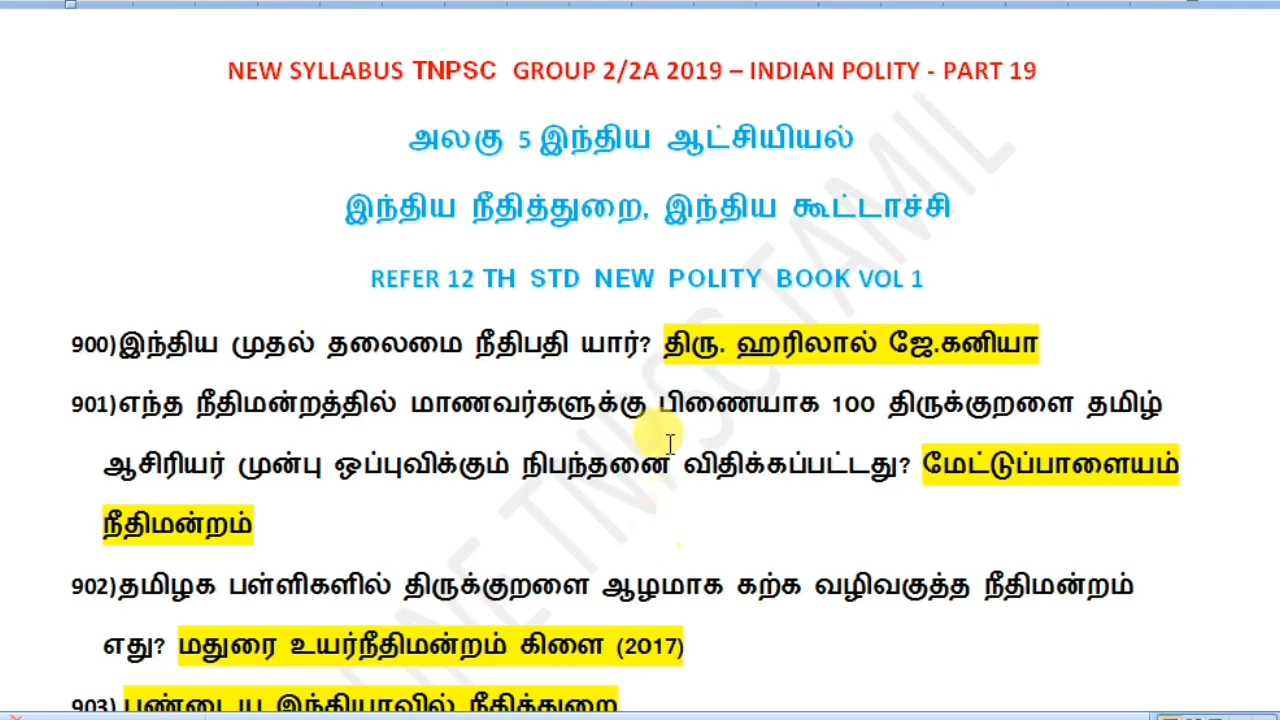 NEW SYLLABUS TNPSC GROUP 2/2A 2019 – INDIAN POLITY - PART 19
அலகு 5 இந்திய ஆட்சியியல்
இந்திய நீதித்துறை, இந்திய கூட்டாச்சி
REFER 12 TH STD NEW POLITY BOOK VOL 1
900)இந்திய முதல் தலைமை நீதிபதி யார்? திரு. ஹரிலால் ஜே.கனியா
901)எந்த நீதிமன்றத்தில் மாணவர்களுக்கு பிணையாக 100 திருக்குறளை தமிழ்
ஆசிரியர் முன்பு ஒப்புவிக்கும் நிபந்தனை விதிக்கப்பட்டது? மேட்டுப்பாளையம்
நீதிமன்றம்
902)தமிழக பள்ளிகளில் திருக்குறளை ஆழமாக கற்க வழிவகுத்த நீதிமன்றம்
எது? மதுரை உயர்நீதிமன்றம் கிளை (2017)
903) பண்டைய இந்தியாவில் நீதித்துறை